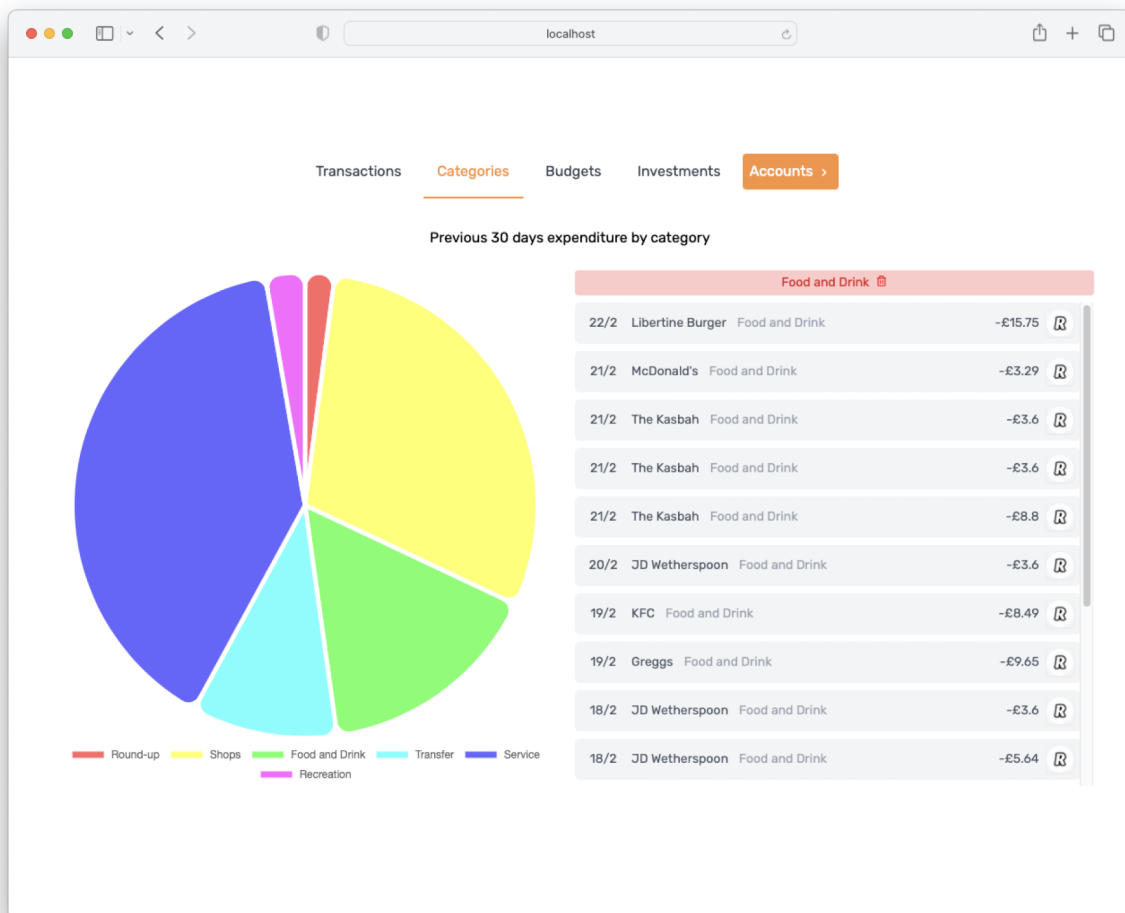 localhost
Transactions Categories Budgets Investments Accounts ›
Previous 30 days expenditure by category
Food and Drink
22/2 Libertine Burger Food and Drink -£15.75
21/2 McDonald's Food and Drink -£3.29
21/2 The Kasbah Food and Drink -£3.6
21/2 The Kasbah Food and Drink -£3.6
21/2 The Kasbah Food and Drink -£8.8
20/2 JD Wetherspoon Food and Drink -£3.6
19/2 KFC Food and Drink -£8.49
19/2 Greggs Food and Drink -£9.65
18/2 JD Wetherspoon Food and Drink -£3.6
18/2 JD Wetherspoon Food and Drink -£5.64
Round-up Shops Food and Drink Transfer Service
Recreation